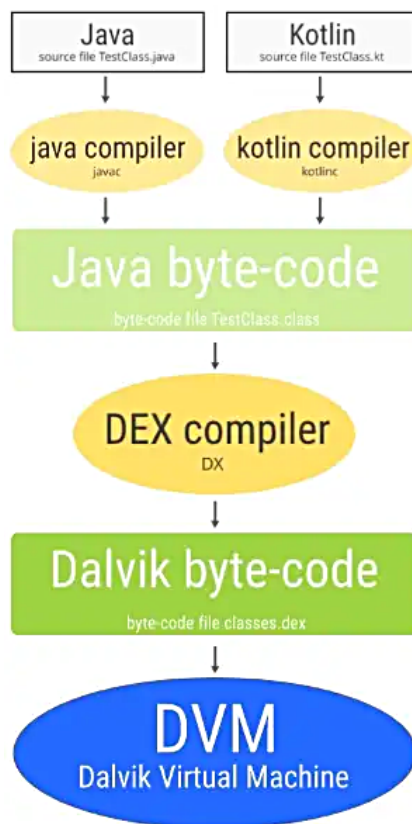 Java
source file TestClass.java
Kotlin
source file TestClass.kt
java compiler
javac
kotlin compiler
kotlinc
Java byte-code
byte-code file TestClass.class
DEX compiler
DX
Dalvik byte-code
byte-code file classes.dex
DVM
Dalvik Virtual Machine